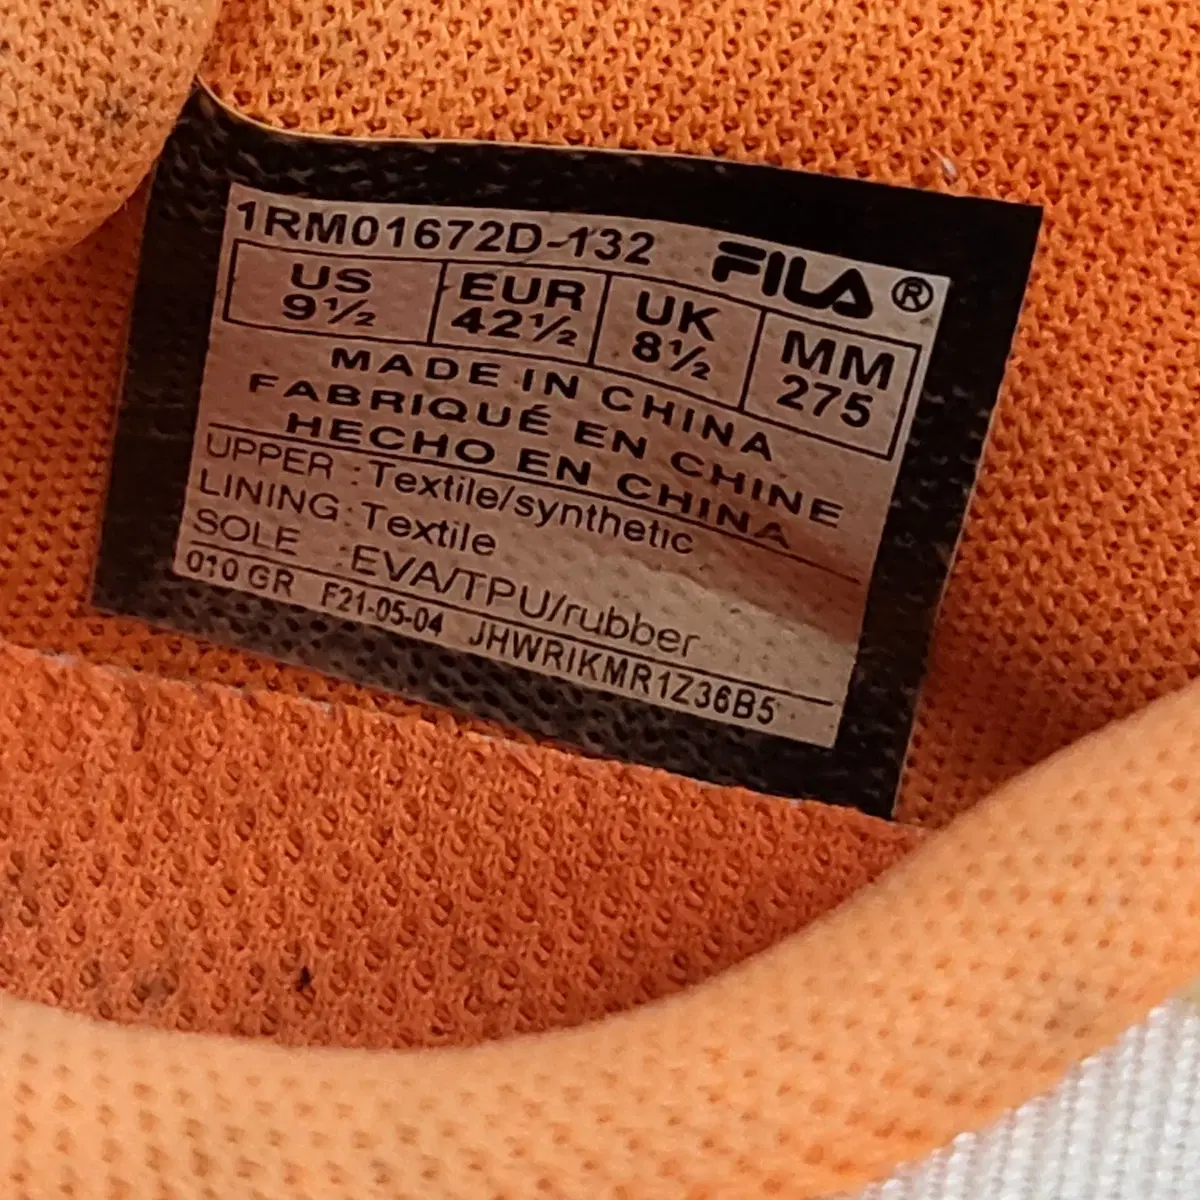 1RM01672D-132 FILA®
US EUR UK MM
9½ 42½ 8½ 275
MADE IN CHINA
FABRIQUÉ EN CHINE
HECHO EN CHINA
UPPER : Textile/synthetic
LINING : Textile
SOLE : EVA/TPU/rubber
010 GR F21-05-04 JHWRIKMR1Z36B5